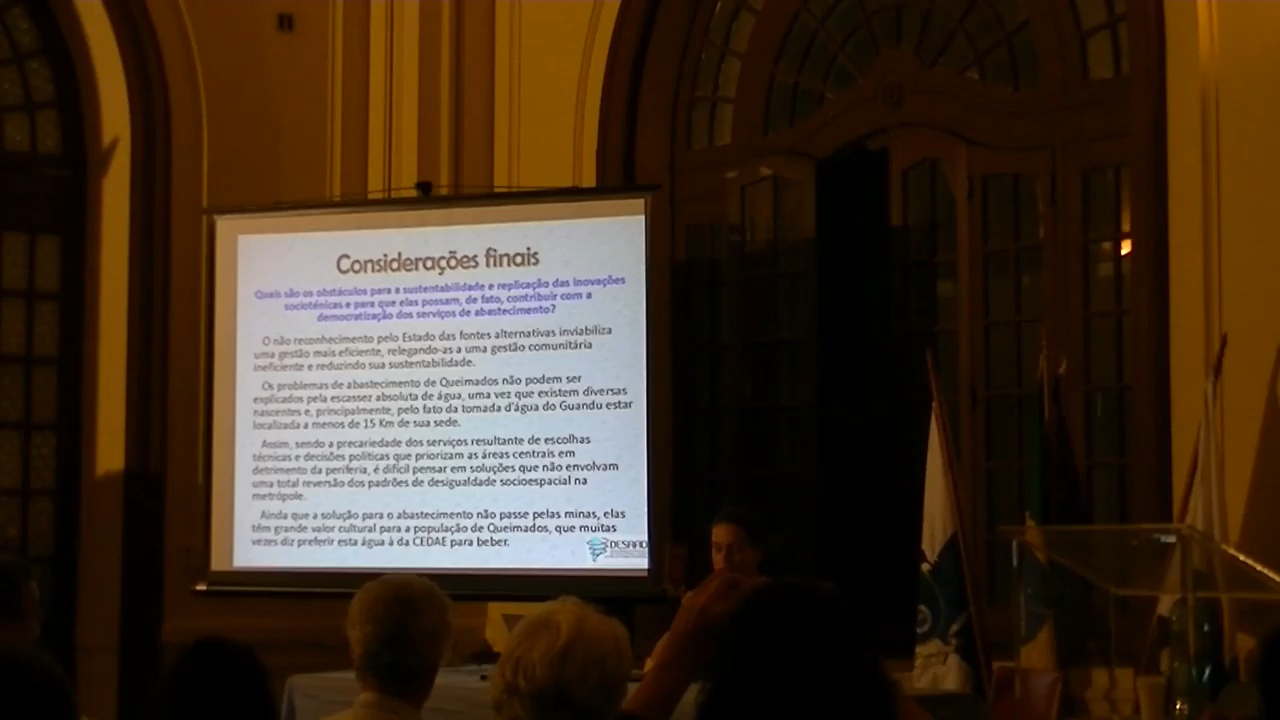 Considerações finais
Quais são os obstáculos para a sustentabilidade e replicação das inovações
socioténicas e para que elas possam, de fato, contribuir com a
democratização dos serviços de abastecimento?
O não reconhecimento pelo Estado das fontes alternativas inviabiliza
uma gestão mais eficiente, relegando-as a uma gestão comunitária
ineficiente e reduzindo sua sustentabilidade.
Os problemas de abastecimento de Queimados não podem ser
explicados pela escassez absoluta de água, uma vez que existem diversas
nascentes e, principalmente, pelo fato da tomada d'água do Guandu estar
localizada a menos de 15 Km de sua sede.
Assim, sendo a precariedade dos serviços resultante de escolhas
técnicas e decisões políticas que priorizam as áreas centrais em
detrimento da periferia, é difícil pensar em soluções que não envolvam
uma total reversão dos padrões de desigualdade socioespacial na
metrópole.
Ainda que a solução para o abastecimento não passe pelas minas, elas
têm grande valor cultural para a população de Queimados, que muitas
vezes diz preferir esta água à da CEDAE para beber.